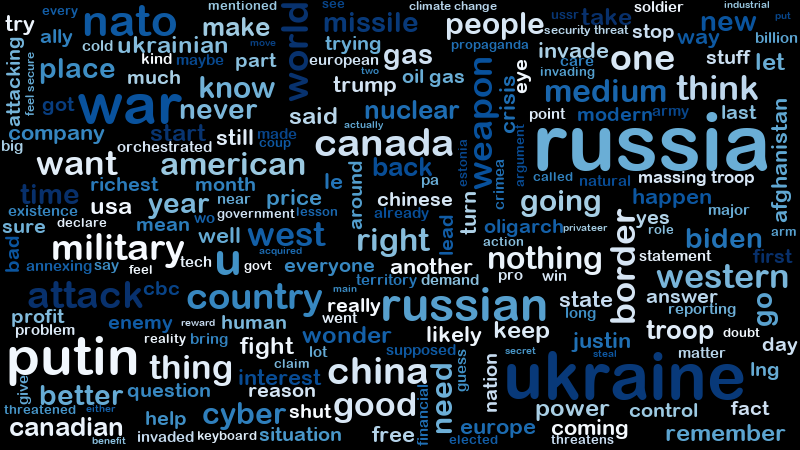 every
mentioned
see
climate change
soldier
ussr
take
put
industrial
try
nato
make
world
missile
people
security threat
stop
new
billion
ally
cold
ukrainian
move
trying
propaganda
invade
way
attacking
feel secure
kind
maybe
part
european
gas
care
one
stuff
let
place
much
know
two
trump
oil gas
weapon
crisis
eye
invading
medium
think
got
war
never
said
nuclear
point
modern
army
last
company
start
still
made
coup
actually
canada
russia
afghanistan
big
orchestrated
want
american
back
estonia
crimea
argument
called
natural
massing troop
time
richest
month
le
pa
around
chinese
turn
going
happen
existence
usa
year
near
price
already
lead
yes
major
sure
declare
mean
wo
government
lesson
oligarch
privateer
role
arm
bad
military
well
west
right
action
border
biden
tech
u
govt
acquired
another
nothing
statement
first
annexing
say
feel
everyone
territory
demand
pro
win
western
attack
cbc
country
main
really
russian
state
answer
go
profit
problem
enemy
reward
human
went
long
reporting
reality
bring
fight
wonder
likely
keep
troop
doubt
day
putin
thing
claim
lot
supposed
secret
justin
steal
matter
china
guess
ukraine
lng
give
better
question
interest
reason
need
nation
threatened
either
cyber
shut
good
financial
power
control
fact
canadian
benefit
help
invaded
keyboard
situation
free
elected
europe
coming
threatens
remember